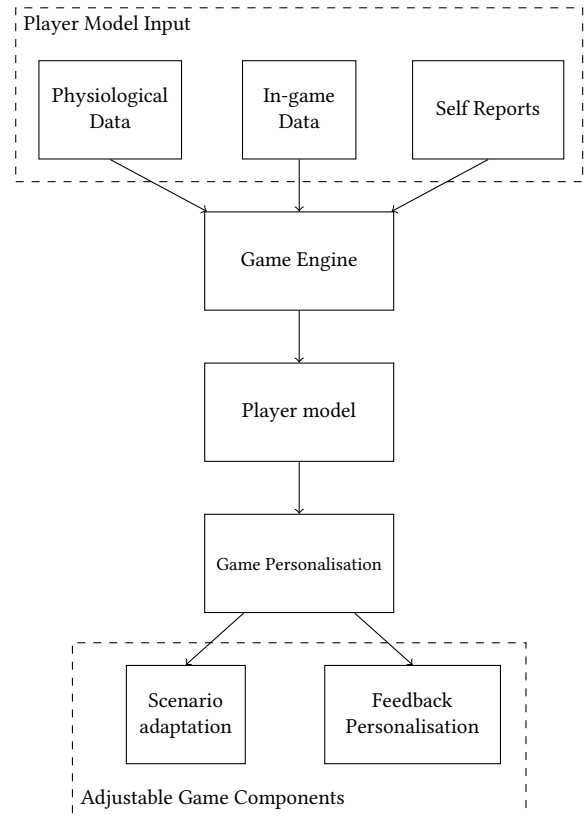 Player Model Input
Physiological
Data
In-game
Data
Self Reports
Game Engine
Player model
Game Personalisation
Scenario
adaptation
Feedback
Personalisation
Adjustable Game Components